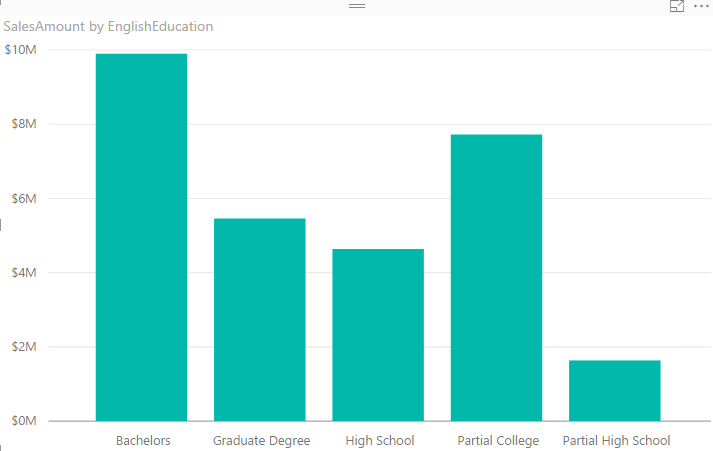 SalesAmount by EnglishEducation
$10M
$8M
$6M
$4M
$2M
$0M
Bachelors Graduate Degree High School Partial College Partial High School